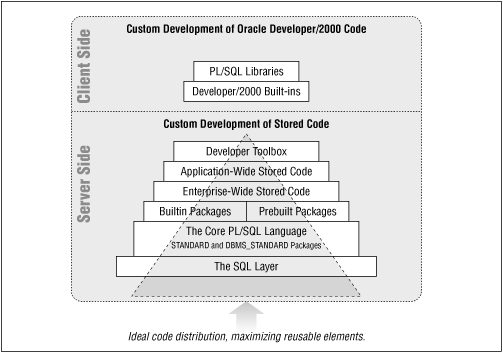 Client Side
Custom Development of Oracle Developer/2000 Code
PL/SQL Libraries
Developer/2000 Built-ins
Server Side
Custom Development of Stored Code
Developer Toolbox
Application-Wide Stored Code
Enterprise-Wide Stored Code
Builtin Packages
Prebuilt Packages
The Core PL/SQL Language
STANDARD and DBMS_STANDARD Packages
The SQL Layer
Ideal code distribution, maximizing reusable elements.